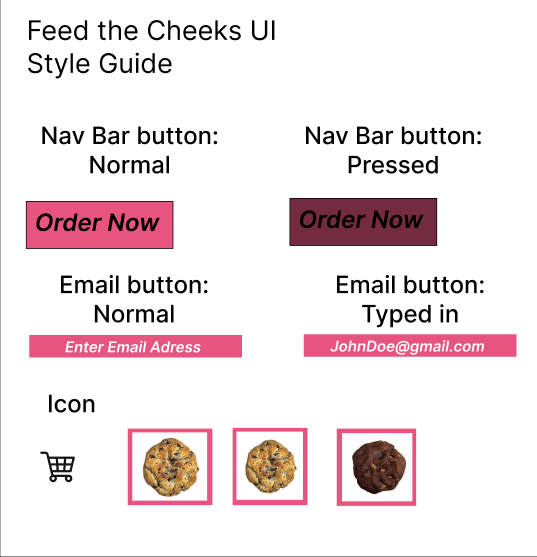 Feed the Cheeks UI
Style Guide
Nav Bar button:
Normal
Nav Bar button:
Pressed
Order Now
Order Now
Email button:
Normal
Email button:
Typed in
Enter Email Adress
JohnDoe@gmail.com
Icon